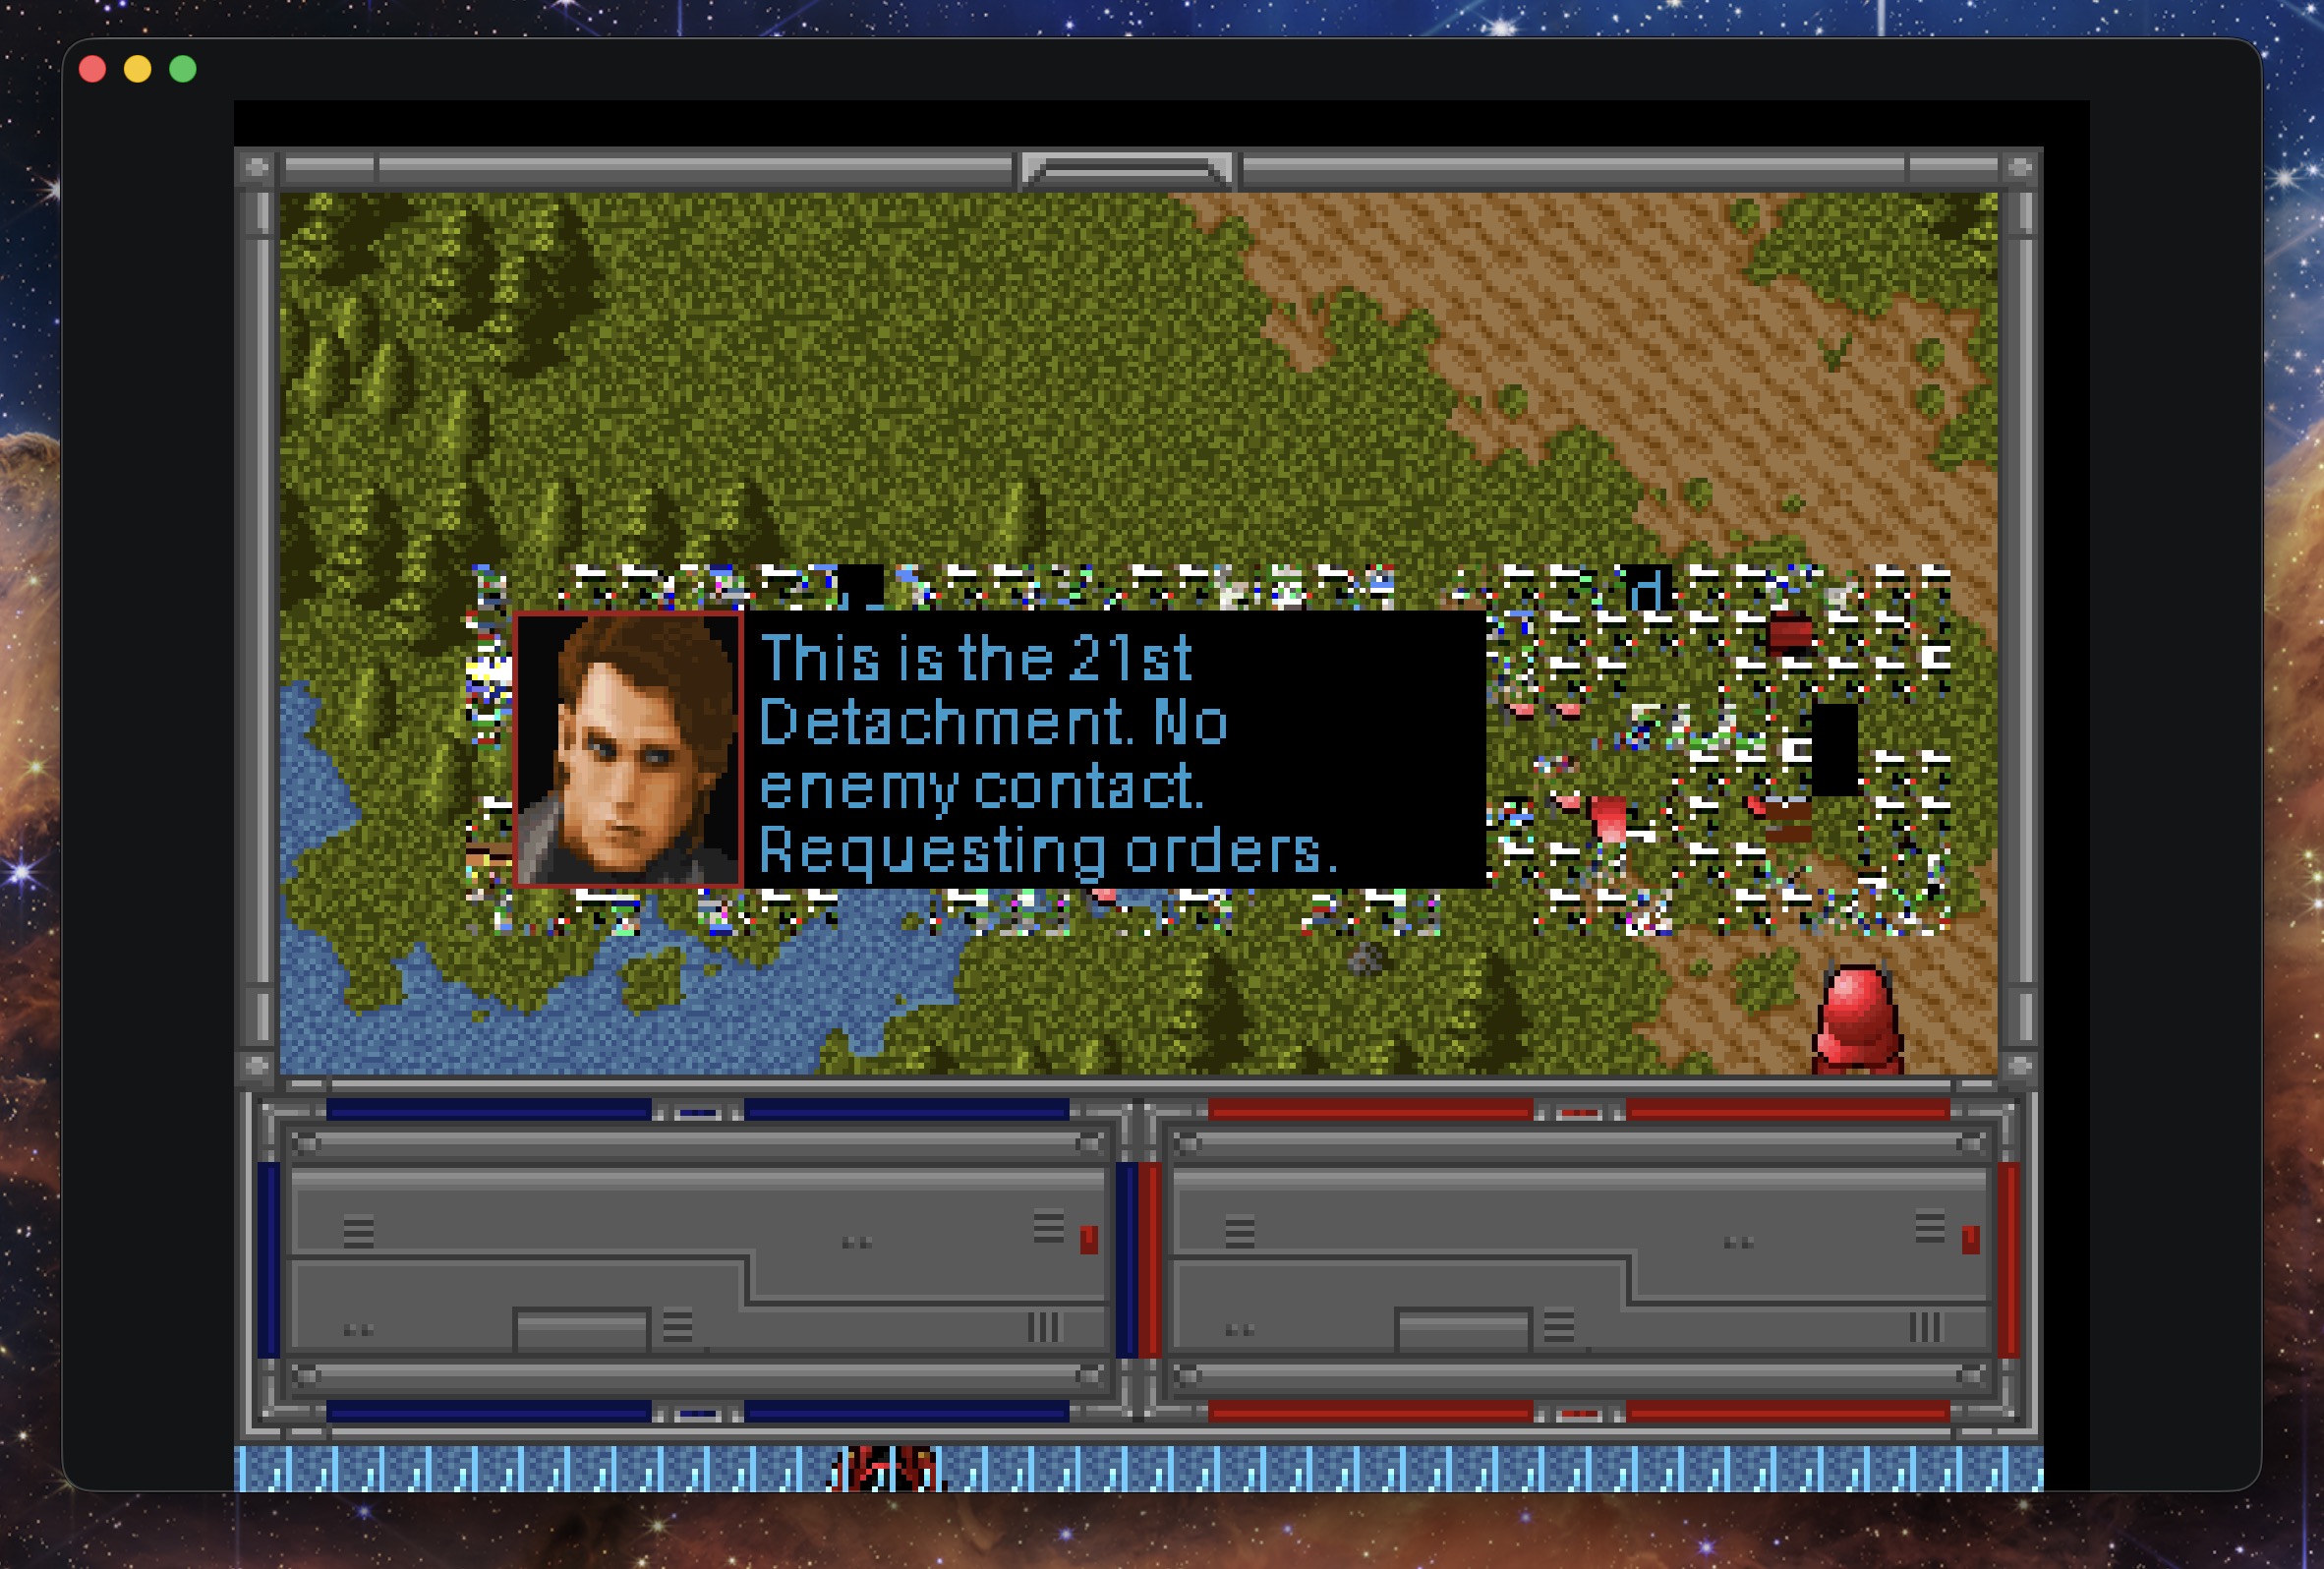 This is the 21st
Detachment. No
enemy contact.
Requesting orders.